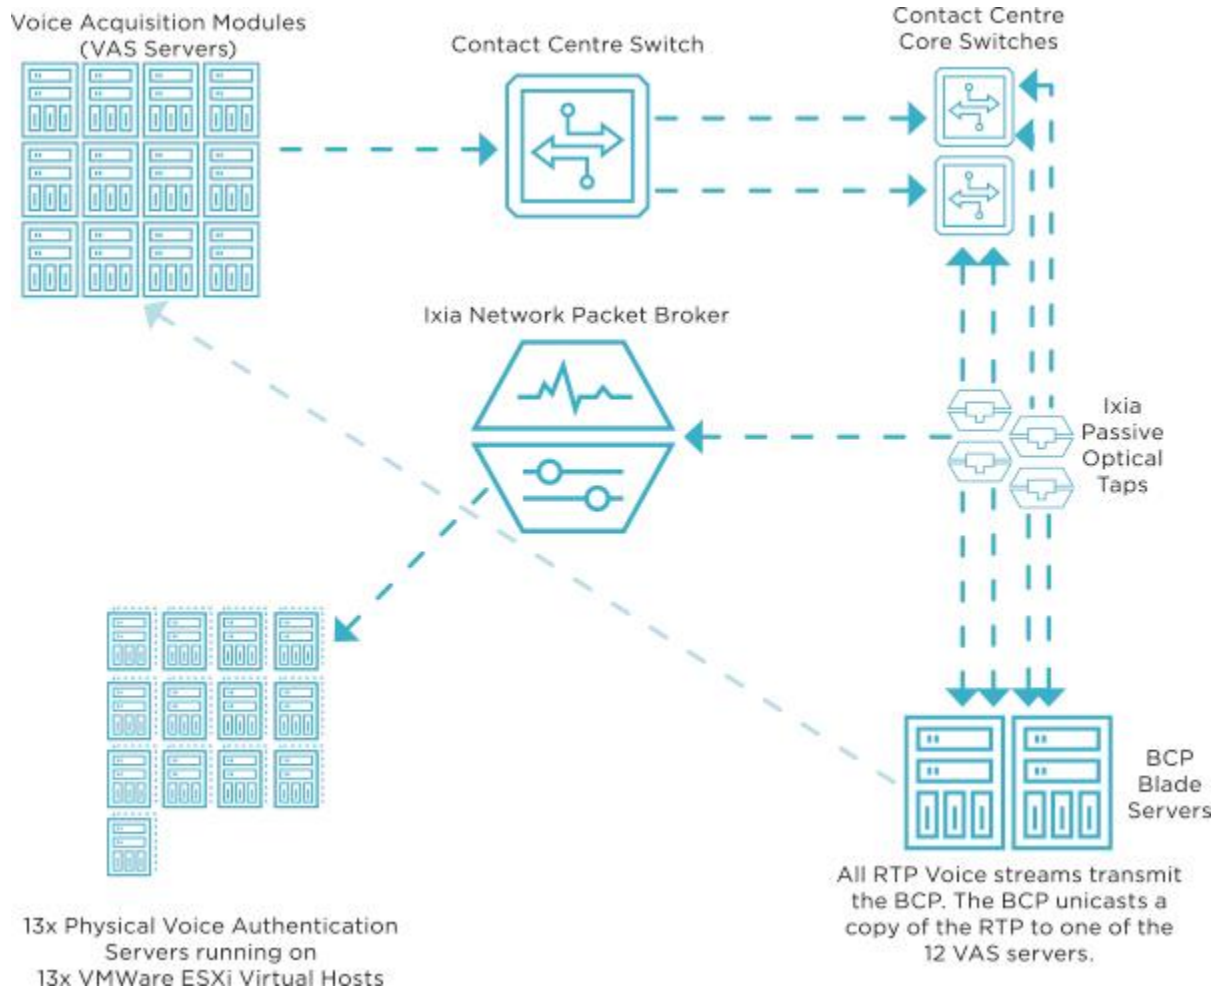 Voice Acquisition Modules
(VAS Servers)
Contact Centre Switch
Contact Centre
Core Switches
Ixia Network Packet Broker
Ixia
Passive
Optical
Taps
BCP
Blade
Servers
All RTP Voice streams transmit
the BCP. The BCP unicasts a
copy of the RTP to one of the
12 VAS servers.
13x Physical Voice Authentication
Servers running on
13x VMWare ESXi Virtual Hosts